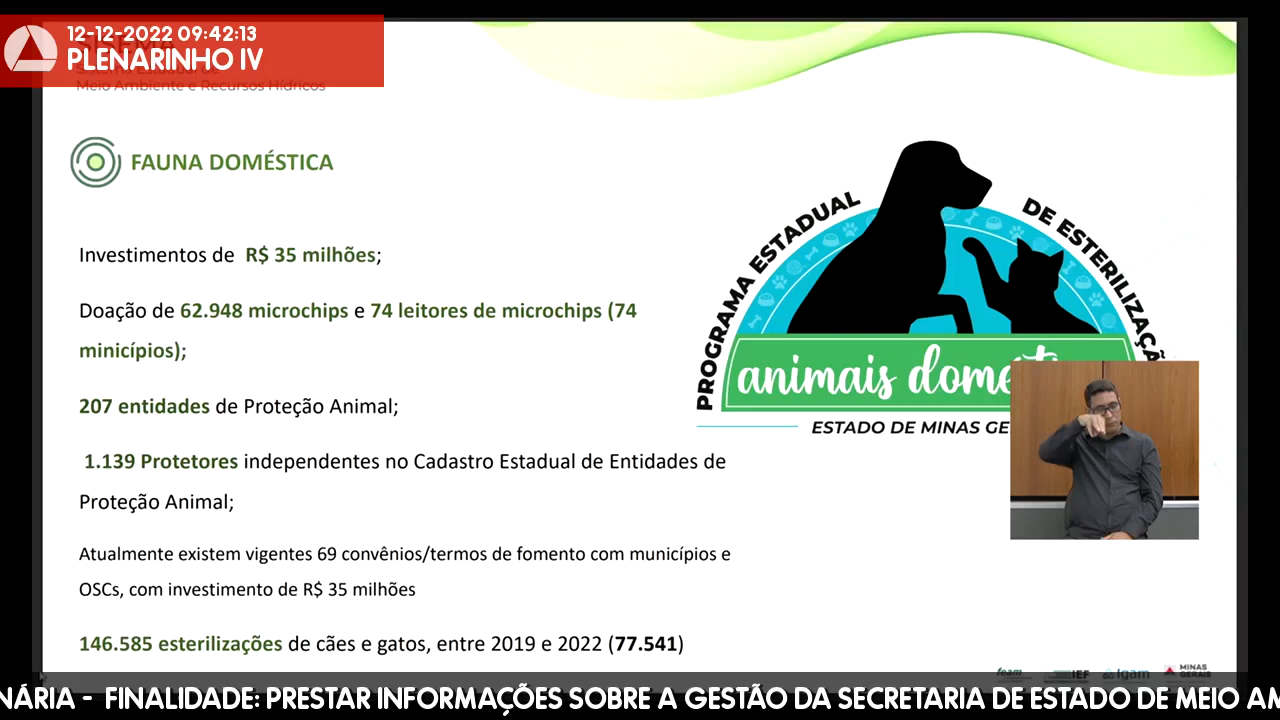 12-12-2022 09:42:13
PLENARINHO IV
SISEMA
Meio Ambiente e Recursos Hídricos
FAUNA DOMÉSTICA
Investimentos de R$ 35 milhões;
Doação de 62.948 microchips e 74 leitores de microchips (74
minicípios);
207 entidades de Proteção Animal;
1.139 Protetores independentes no Cadastro Estadual de Entidades de
Proteção Animal;
Atualmente existem vigentes 69 convênios/termos de fomento com municípios e
OSCs, com investimento de R$ 35 milhões
146.585 esterilizações de cães e gatos, entre 2019 e 2022 (77.541)
PROGRAMA ESTADUAL
DE ESTERILIZAÇÃ
animais domést
ESTADO DE MINAS GE
feam
IEF
Igam
MINAS
GERAIS
NÁRIA - FINALIDADE: PRESTAR INFORMAÇÕES SOBRE A GESTÃO DA SECRETARIA DE ESTADO DE MEIO AM